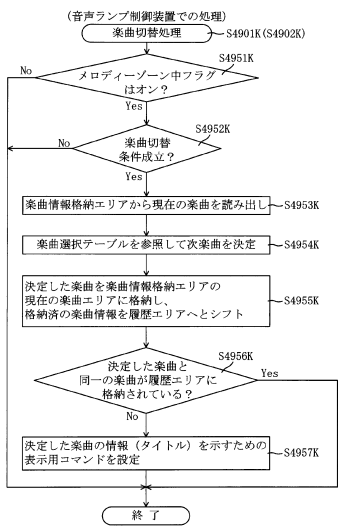 (音声ランプ制御装置での処理)
楽曲切替処理
S4901K(S4902K)
S4951K
メロディーゾーン中フラグ
はオン?
No
Yes
S4952K
楽曲切替
条件成立?
No
Yes
楽曲情報格納エリアから現在の楽曲を読み出し
S4953K
楽曲選択テーブルを参照して次楽曲を決定
S4954K
決定した楽曲を楽曲情報格納エリアの
現在の楽曲エリアに格納し、
格納済の楽曲情報を履歴エリアへとシフト
S4955K
S4956K
決定した楽曲と
同一の楽曲が履歴エリアに
格納されている?
Yes
No
決定した楽曲の情報(タイトル)を示すための
表示用コマンドを設定
S4957K
終了